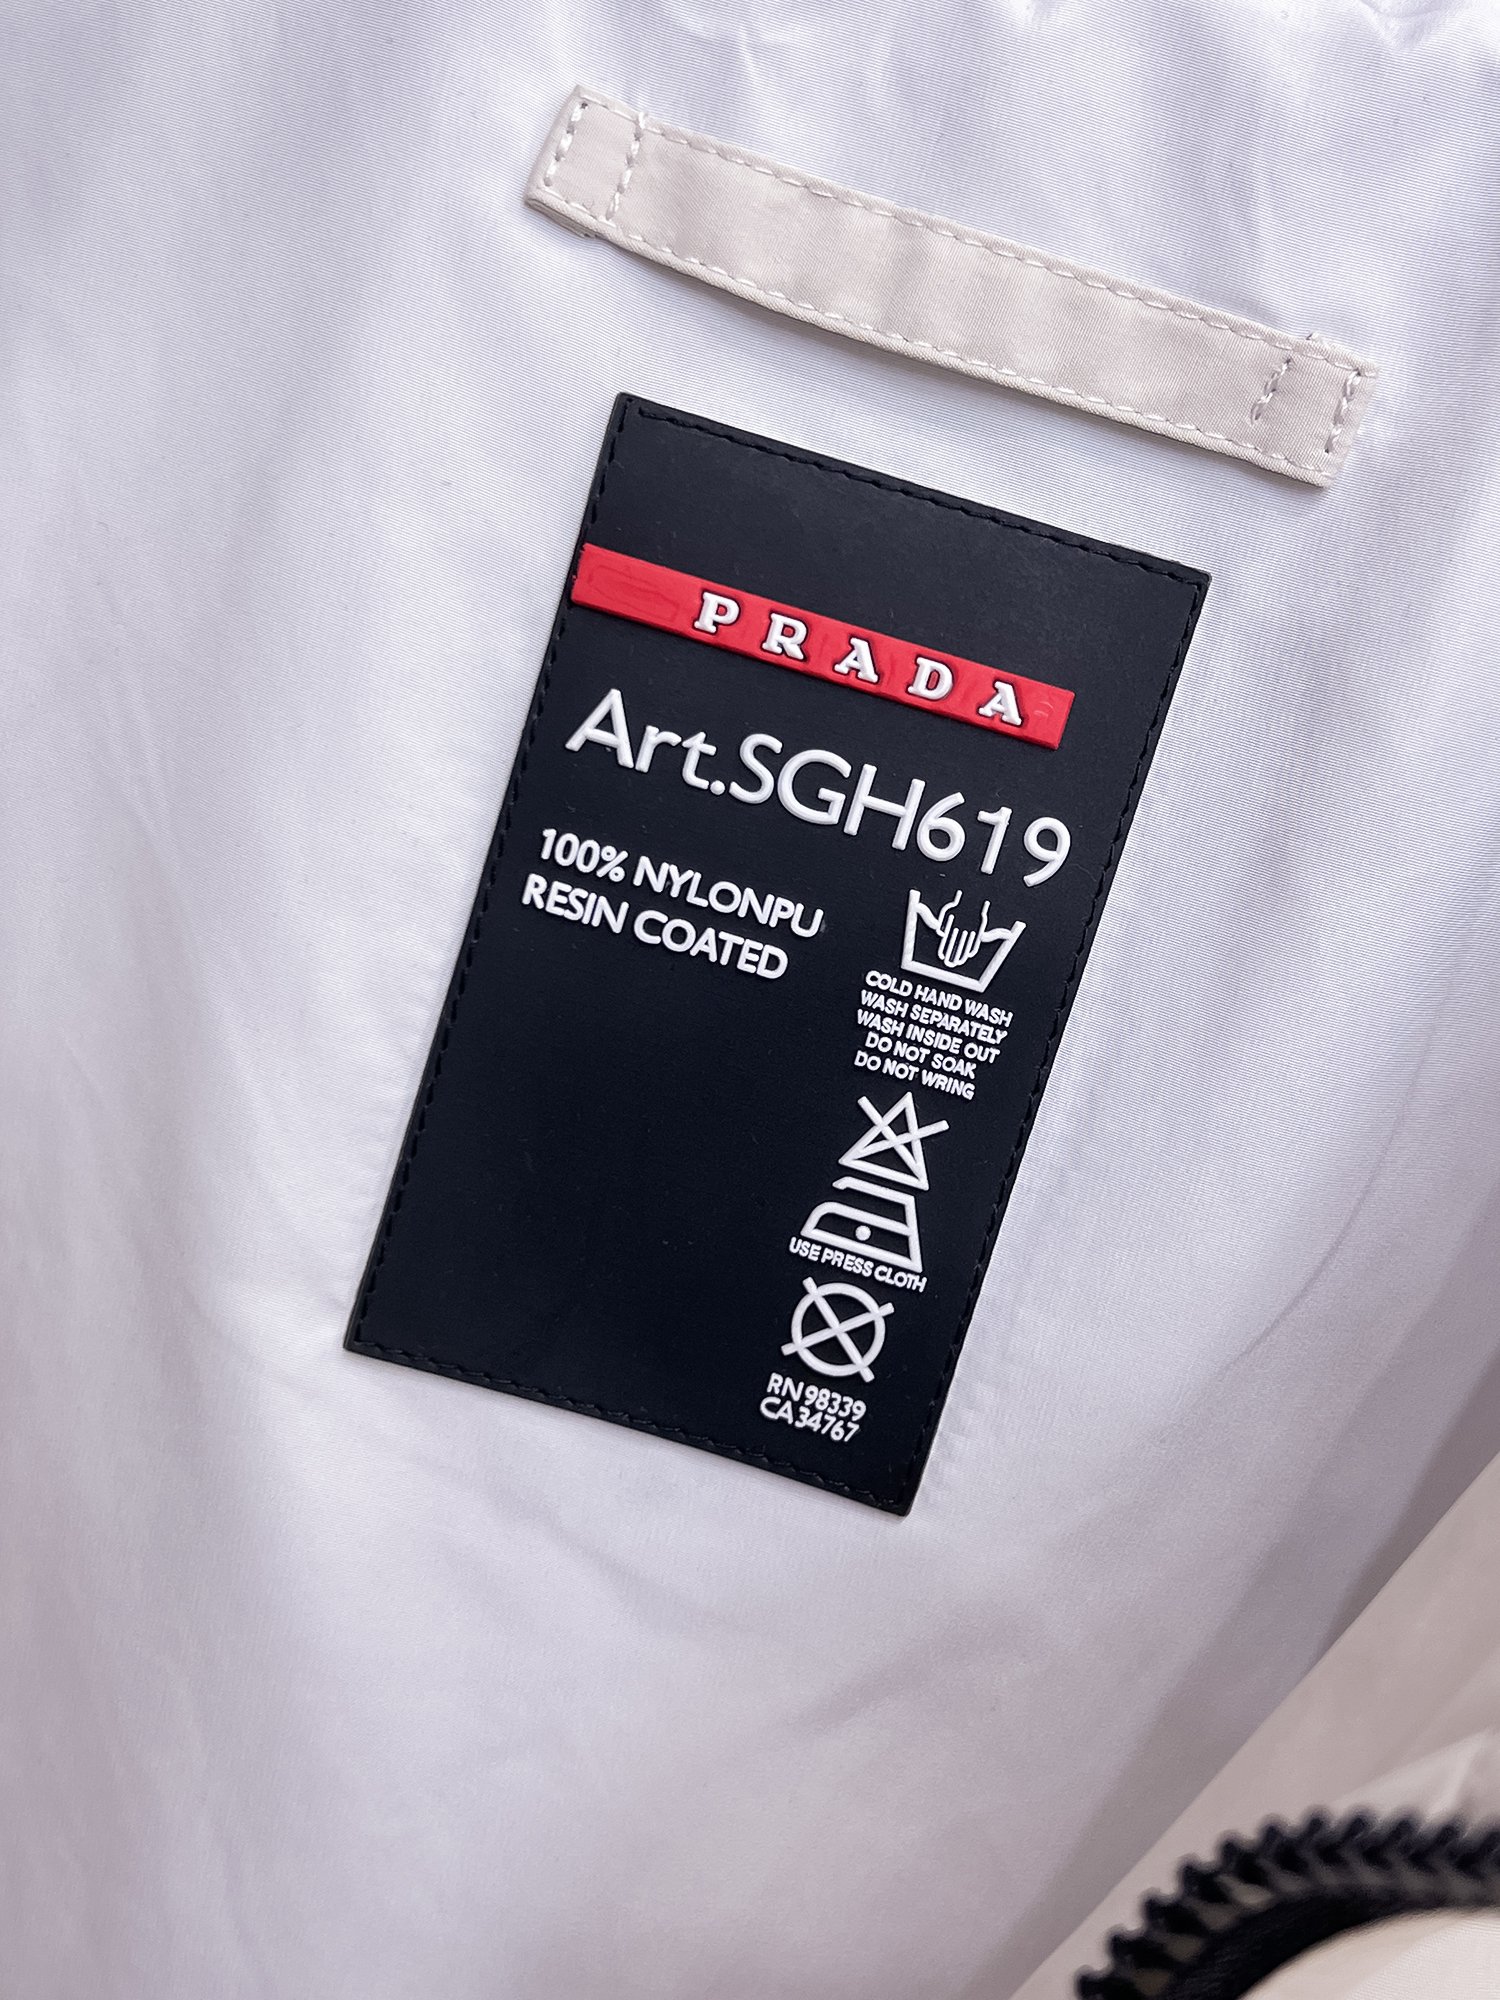 PRADA
Art.SGH619
100% NYLONPU
RESIN COATED
COLD HAND WASH
WASH SEPARATELY
WASH INSIDE OUT
DO NOT SOAK
DO NOT WRING
USE PRESS CLOTH
RN 98339
CA 34767